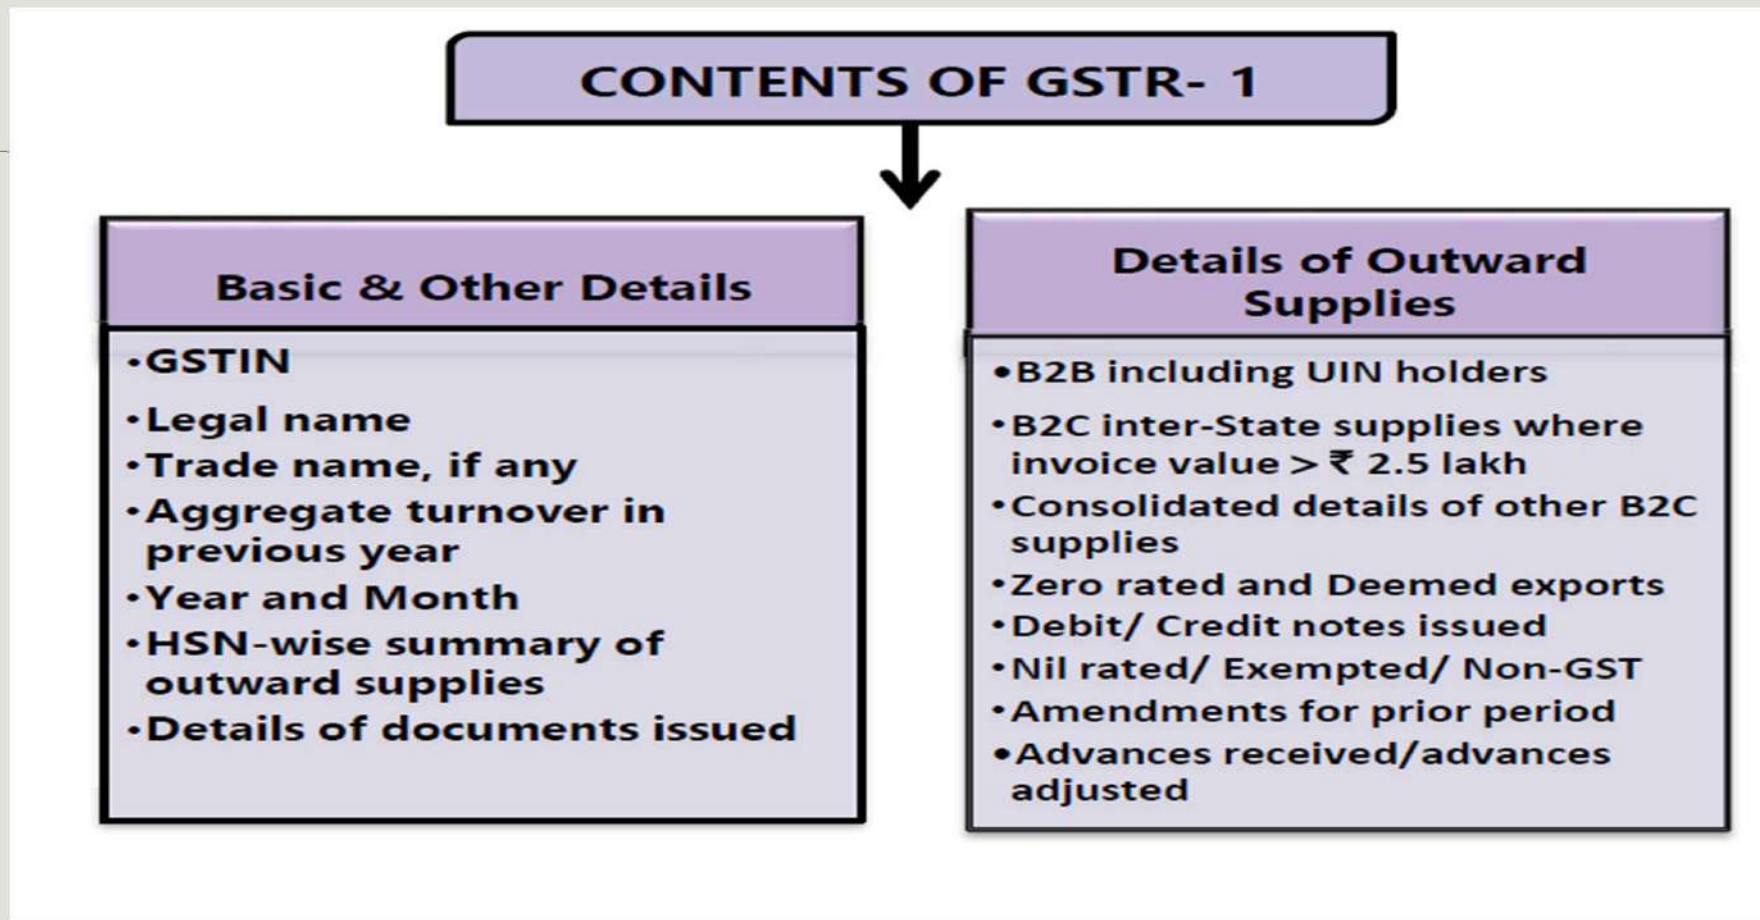 CONTENTS OF GSTR- 1
Basic & Other Details
•GSTIN
•Legal name
•Trade name, if any
•Aggregate turnover in
previous year
•Year and Month
•HSN-wise summary of
outward supplies
•Details of documents issued
Details of Outward
Supplies
•B2B including UIN holders
•B2C inter-State supplies where
invoice value > ₹ 2.5 lakh
•Consolidated details of other B2C
supplies
•Zero rated and Deemed exports
•Debit/ Credit notes issued
•Nil rated/ Exempted/ Non-GST
•Amendments for prior period
•Advances received/advances
adjusted